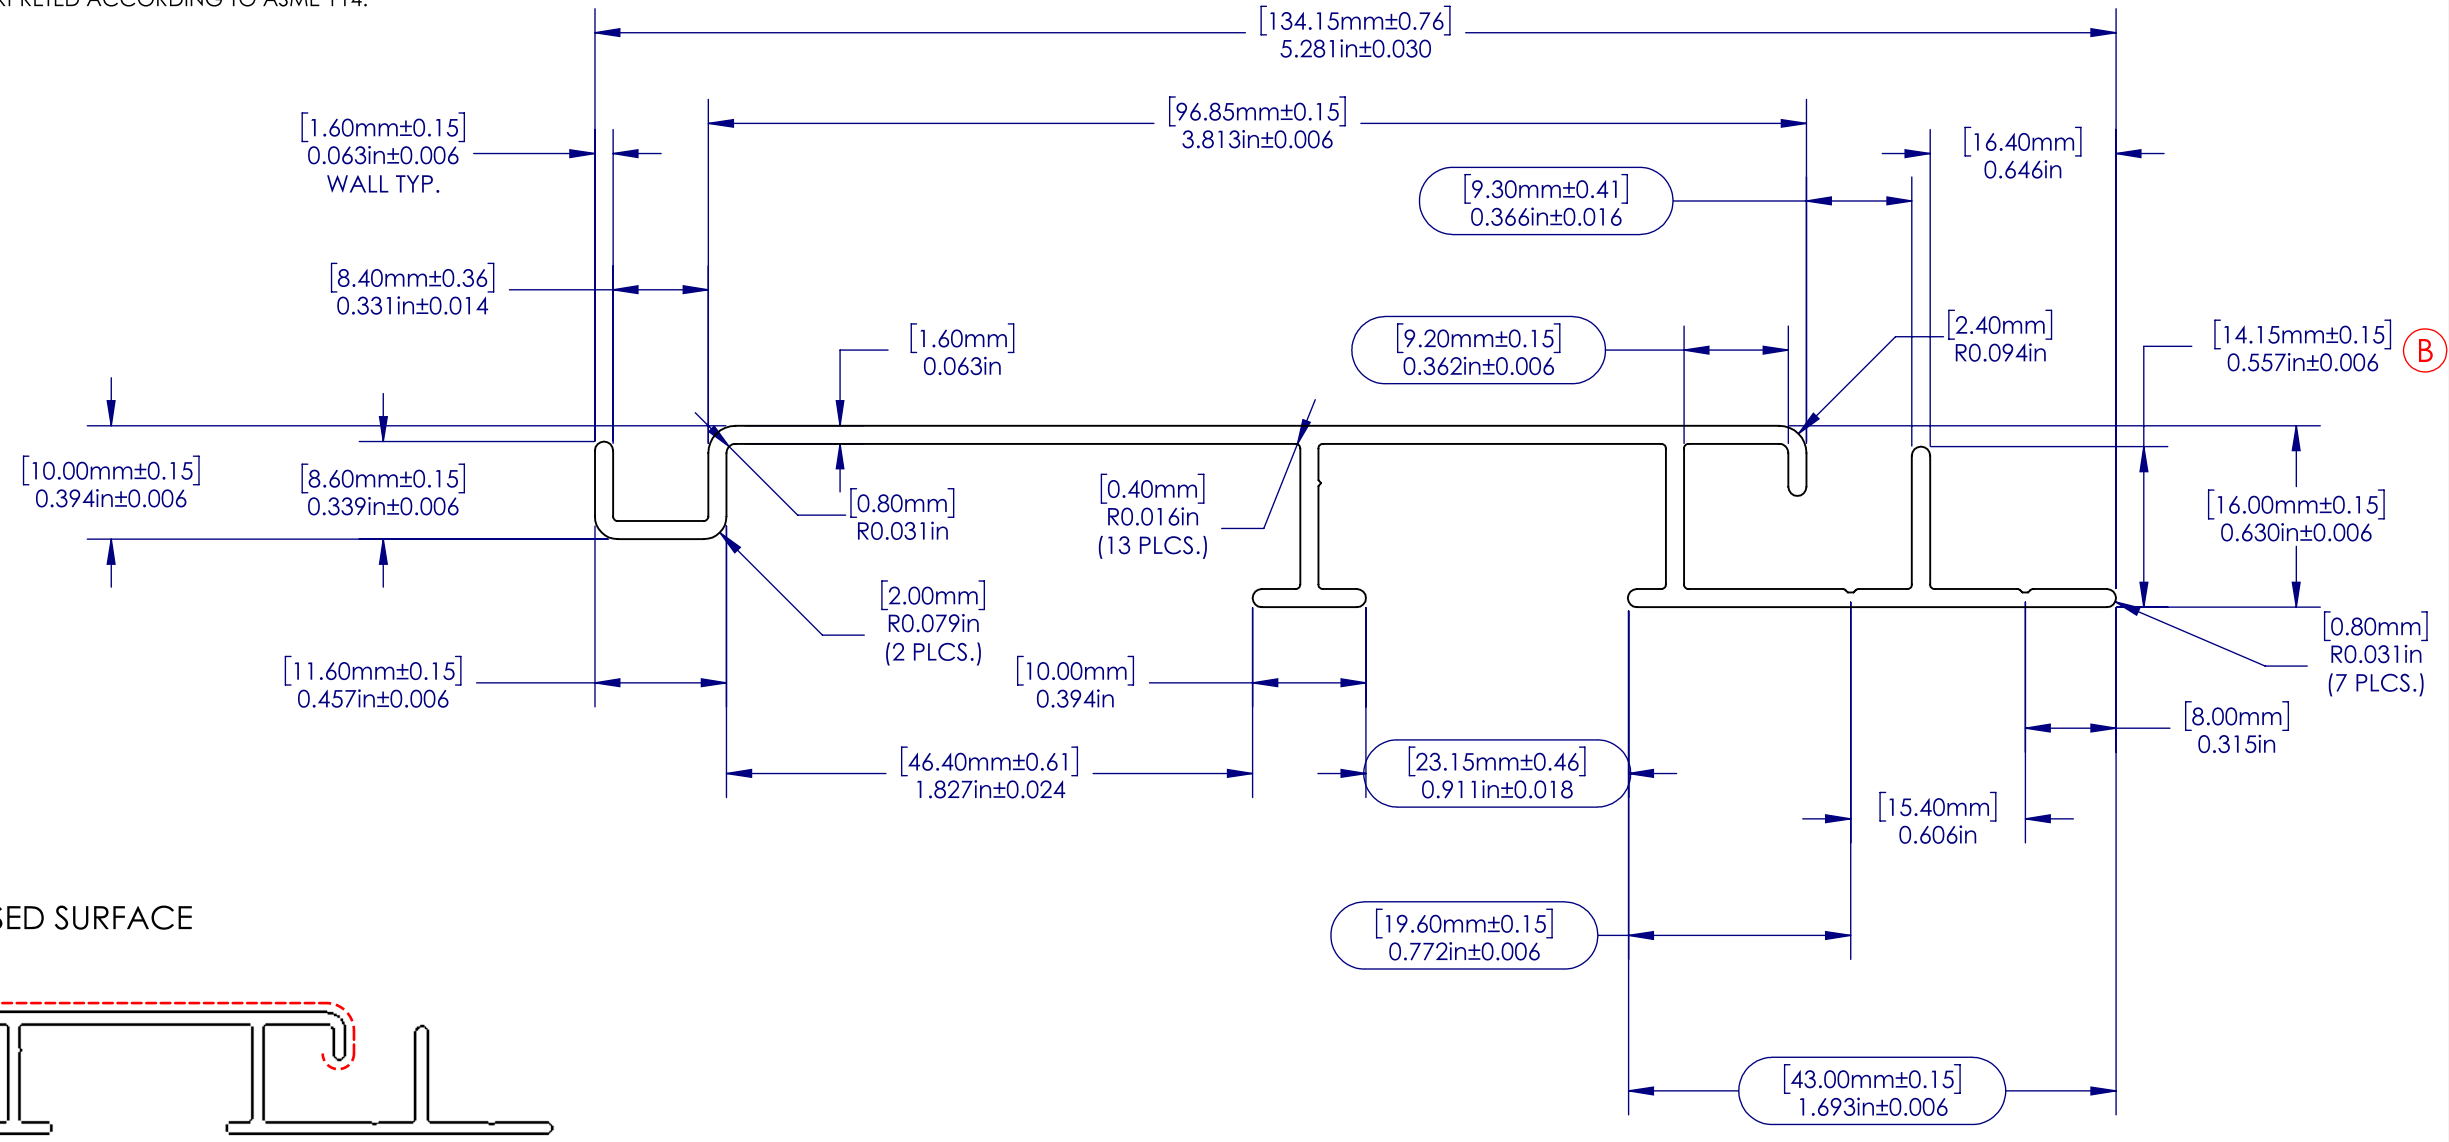 ACCORDING TO ASME Y14.
[134.15mm±0.76]
5.281in±0.030
[96.85mm±0.15]
3.813in±0.006
[1.60mm±0.15]
0.063in±0.006
WALL TYP.
[16.40mm]
0.646in
[9.30mm±0.41]
0.366in±0.016
[8.40mm±0.36]
0.331in±0.014
[1.60mm]
0.063in
[9.20mm±0.15]
0.362in±0.006
[2.40mm]
R0.094in
[14.15mm±0.15]
0.557in±0.006
B
[10.00mm±0.15]
0.394in±0.006
[8.60mm±0.15]
0.339in±0.006
[0.80mm]
R0.031in
[0.40mm]
R0.016in
(13 PLCS.)
[16.00mm±0.15]
0.630in±0.006
[2.00mm]
R0.079in
(2 PLCS.)
[0.80mm]
R0.031in
(7 PLCS.)
[11.60mm±0.15]
0.457in±0.006
[10.00mm]
0.394in
[8.00mm]
0.315in
[46.40mm±0.61]
1.827in±0.024
[23.15mm±0.46]
0.911in±0.018
[15.40mm]
0.606in
[19.60mm±0.15]
0.772in±0.006
SED SURFACE
[43.00mm±0.15]
1.693in±0.006